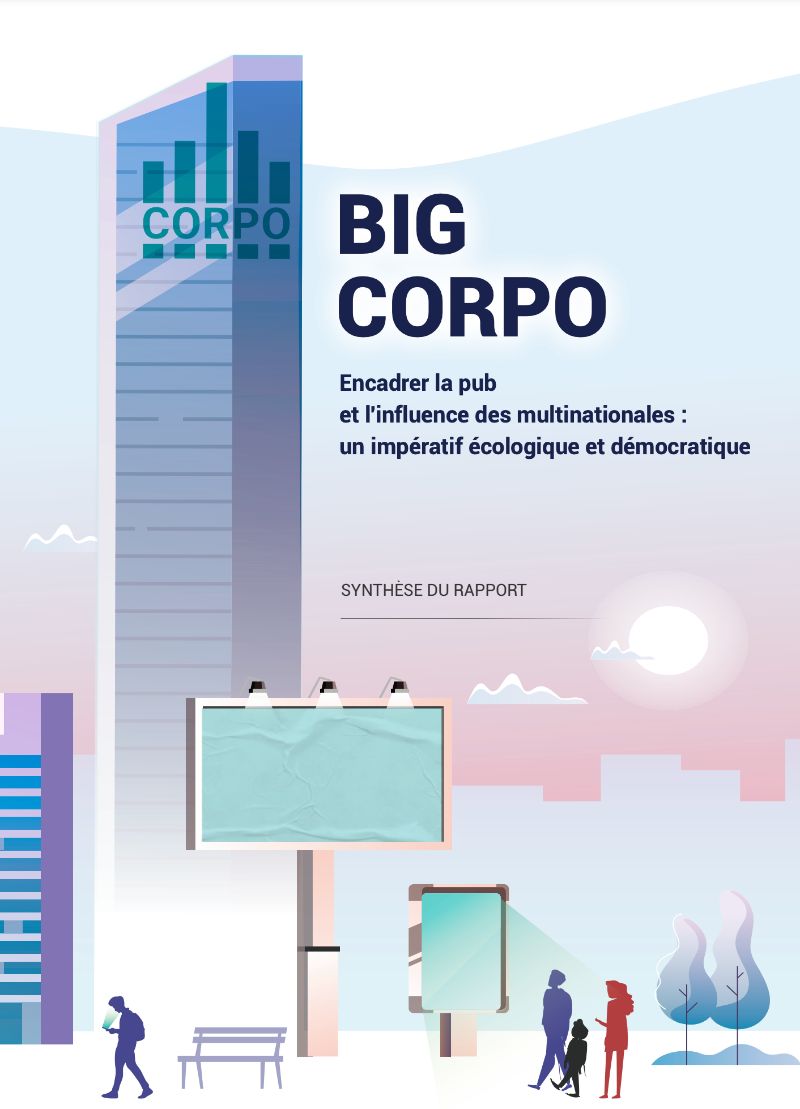 CORPO
BIG
CORPO
Encadrer la pub
et l'influence des multinationales :
un impératif écologique et démocratique
SYNTHÈSE DU RAPPORT